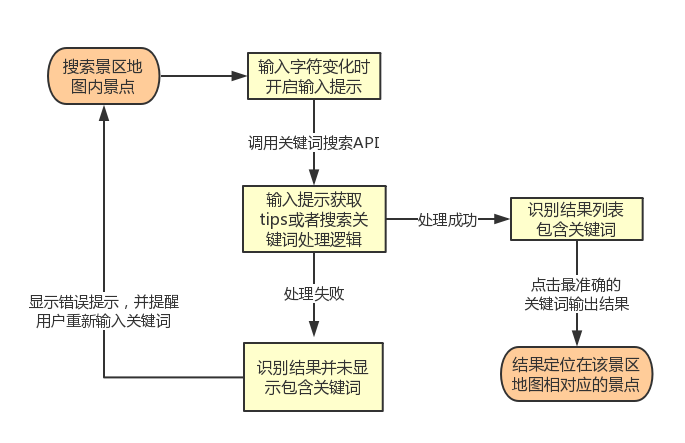 搜索景区地
图内景点
输入字符变化时
开启输入提示
调用关键词搜索API
输入提示获取
tips或者搜索关
键词处理逻辑
处理成功
识别结果列表
包含关键词
处理失败
点击最准确的
关键词输出结果
显示错误提示，并提醒
用户重新输入关键词
识别结果并未显
示包含关键词
结果定位在该景区
地图相对应的景点